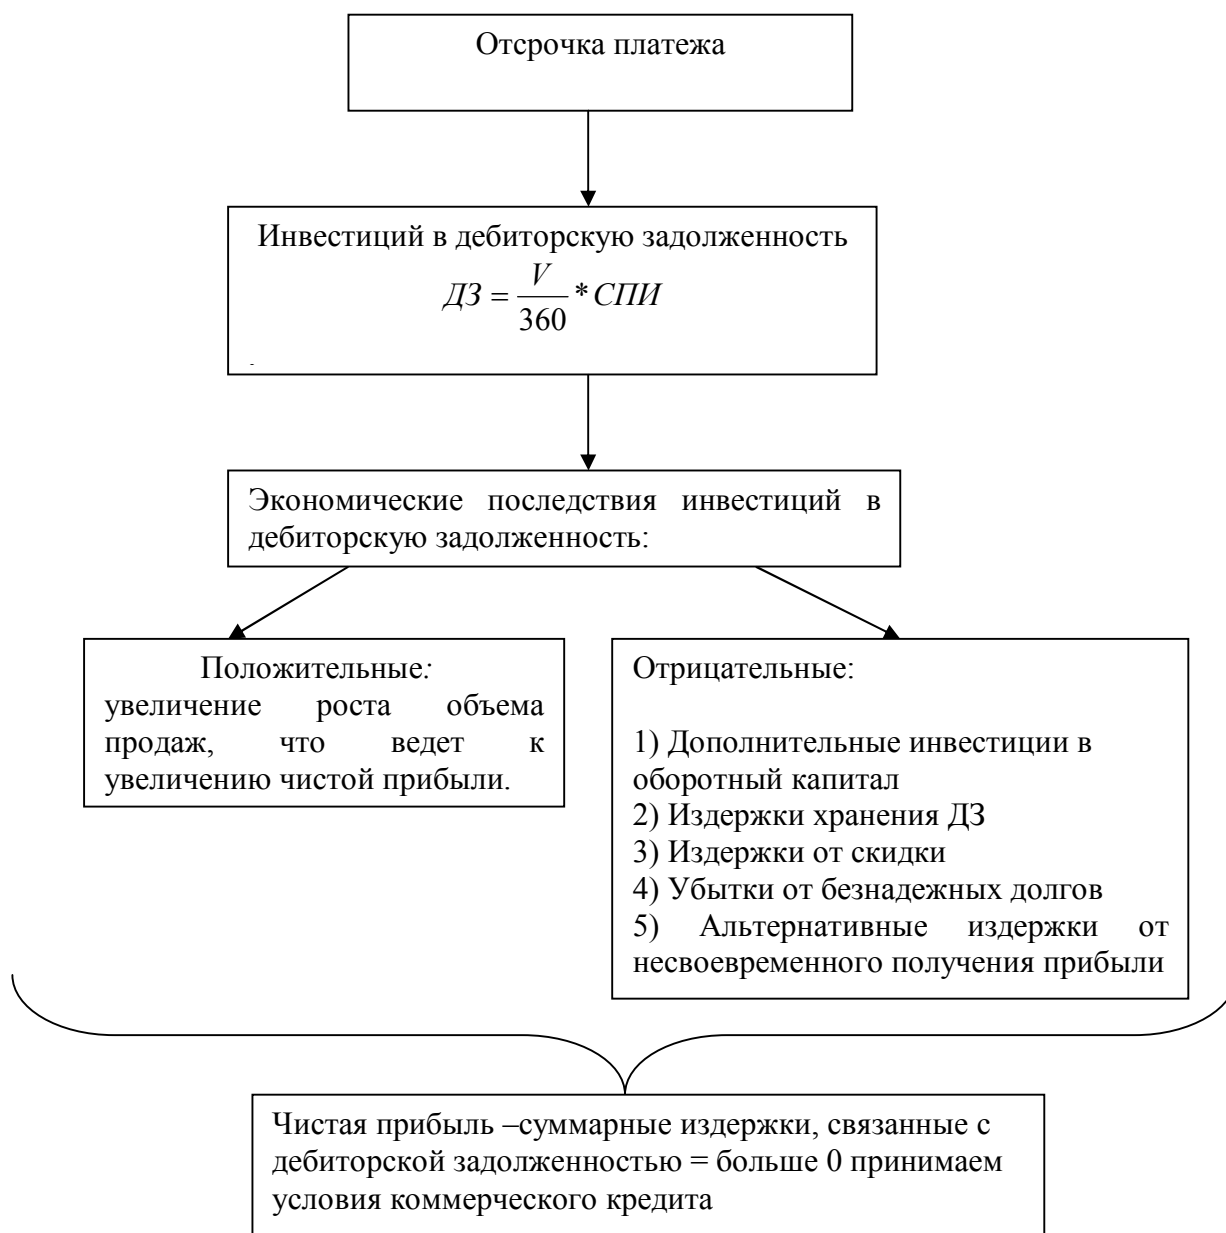 Отсрочка платежа
Инвестиций в дебиторскую задолженность
ДЗ = V/360 * СПИ
.
Экономические последствия инвестиций в
дебиторскую задолженность:
Положительные:
увеличение роста объема
продаж, что ведет к
увеличению чистой прибыли.
Отрицательные:
1) Дополнительные инвестиции в
оборотный капитал
2) Издержки хранения ДЗ
3) Издержки от скидки
4) Убытки от безнадежных долгов
5) Альтернативные издержки от
несвоевременного получения прибыли
Чистая прибыль –суммарные издержки, связанные с
дебиторской задолженностью = больше 0 принимаем
условия коммерческого кредита